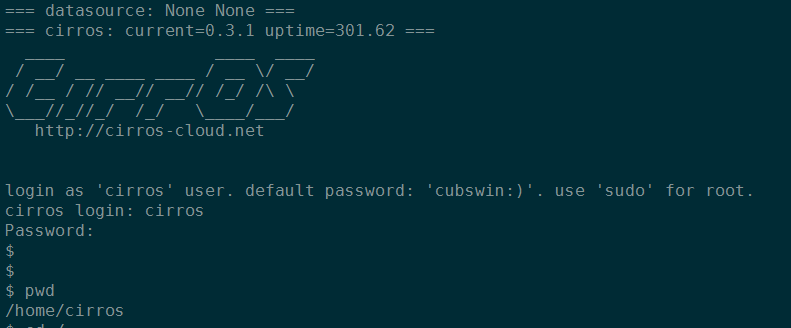 === datasource: None None ===
=== cirros: current=0.3.1 uptime=301.62 ===
   ____               ____  ____
  / __/ __ ____ ____ / __ \/ __/
 / /__ / // __// __// /_/ /\ \
 \___//_//_/  /_/   \____/___/
   http://cirros-cloud.net
login as 'cirros' user. default password: 'cubswin:)'. use 'sudo' for root.
cirros login: cirros
Password:
$
$
$ pwd
/home/cirros